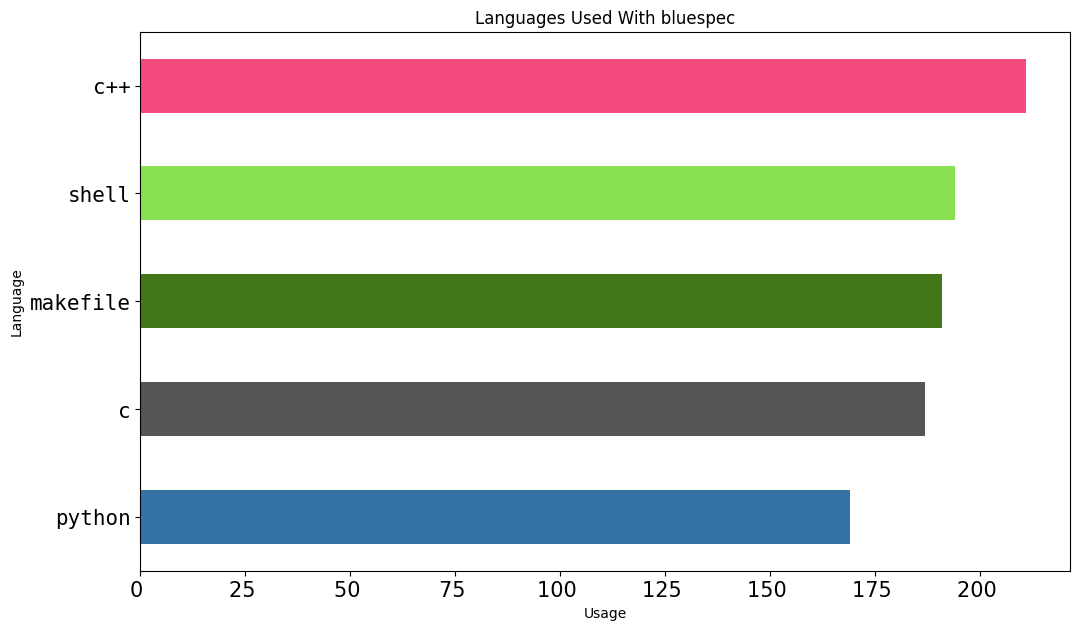 Languages Used With bluespec
c++
shell
makefile
c
python
Language
0 25 50 75 100 125 150 175 200
Usage